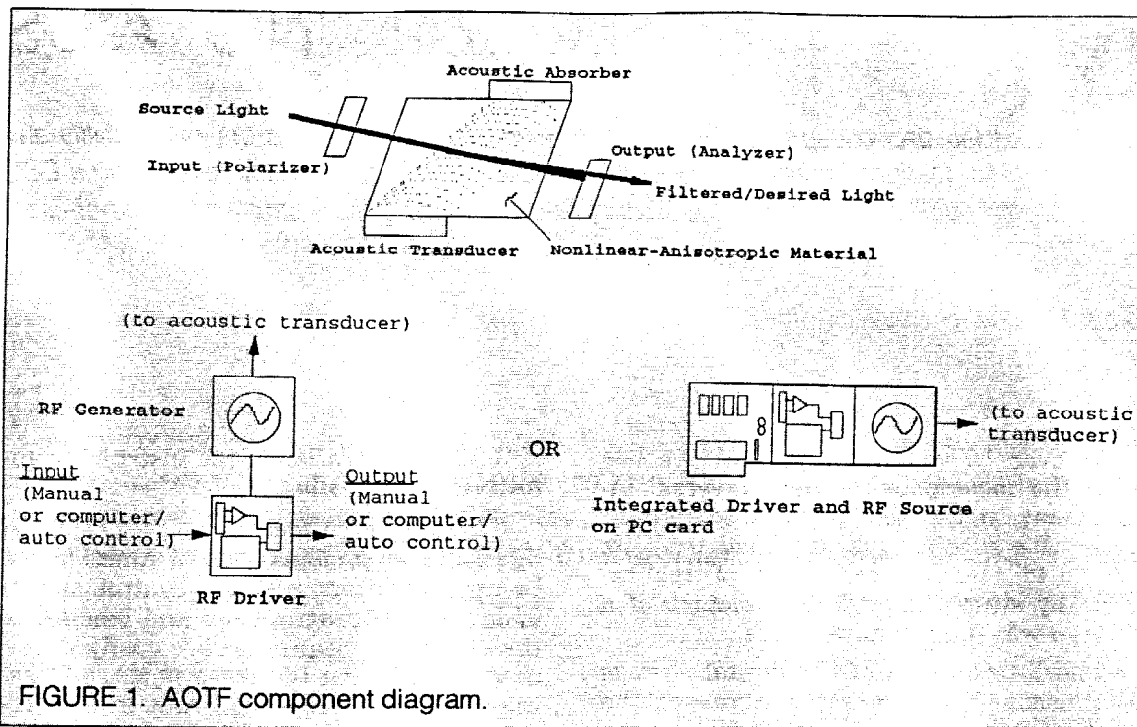 Acoustic Absorber
Source Light
Input (Polarizer)
Output (Analyzer)
Filtered/Desired Light
Acoustic Transducer
Nonlinear-Anisotropic Material
(to acoustic transducer)
RF Generator
Input
(Manual
or computer/
auto control)
Output
(Manual
or computer/
auto control)
RF Driver
OR
(to acoustic
transducer)
Integrated Driver and RF Source
on PC card
FIGURE 1. AOTF component diagram.